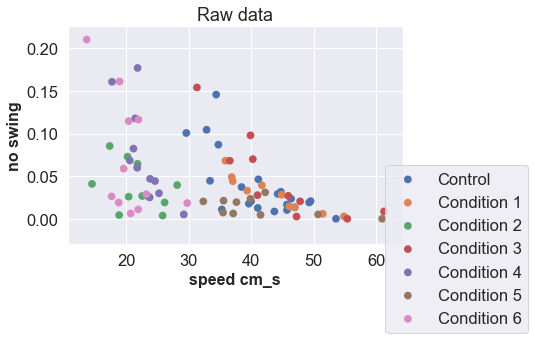 Raw data
0.20
0.15
0.10
0.05
0.00
no swing
20
30
40
50
60
speed cm_s
Control
Condition 1
Condition 2
Condition 3
Condition 4
Condition 5
Condition 6